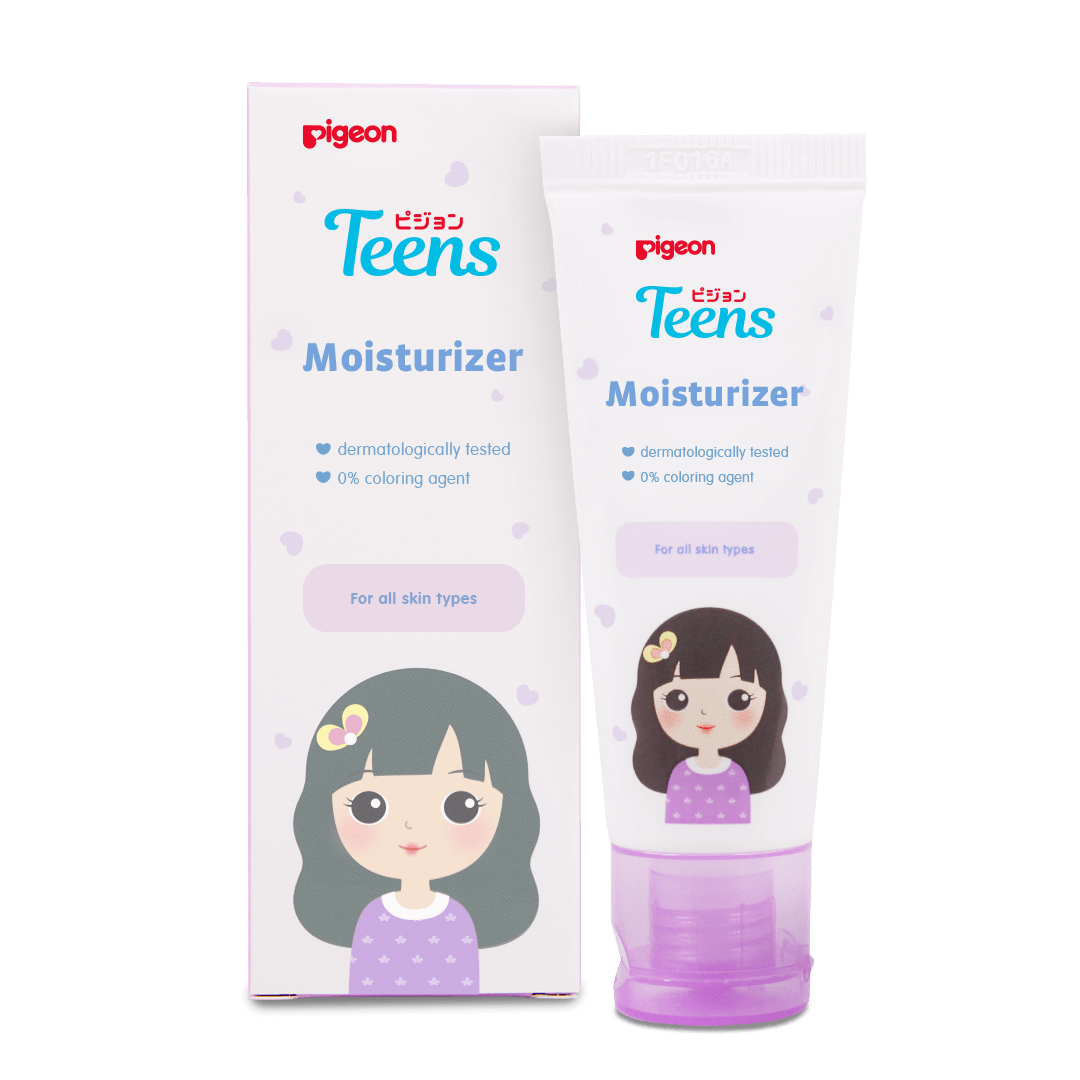 pigeon
ピジョン
Teens
Moisturizer
dermatologically tested
0% coloring agent
For all skin types
1F016A
pigeon
ピジョン
Teens
Moisturizer
dermatologically tested
0% coloring agent
For all skin types